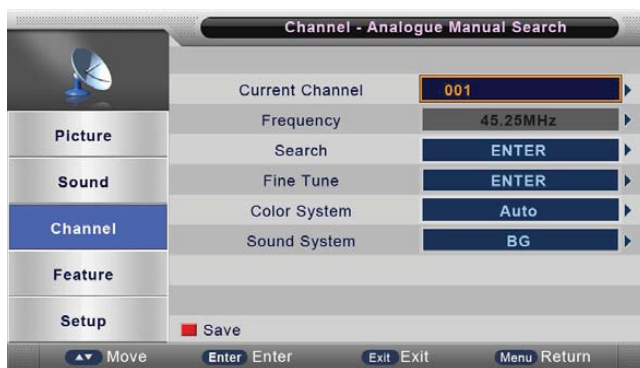 Channel - Analogue Manual Search
Picture
Sound
Channel
Feature
Setup
Current Channel 001
Frequency 45.25MHz
Search ENTER
Fine Tune ENTER
Color System Auto
Sound System BG
Save
Move Enter Enter Exit Exit Menu Return